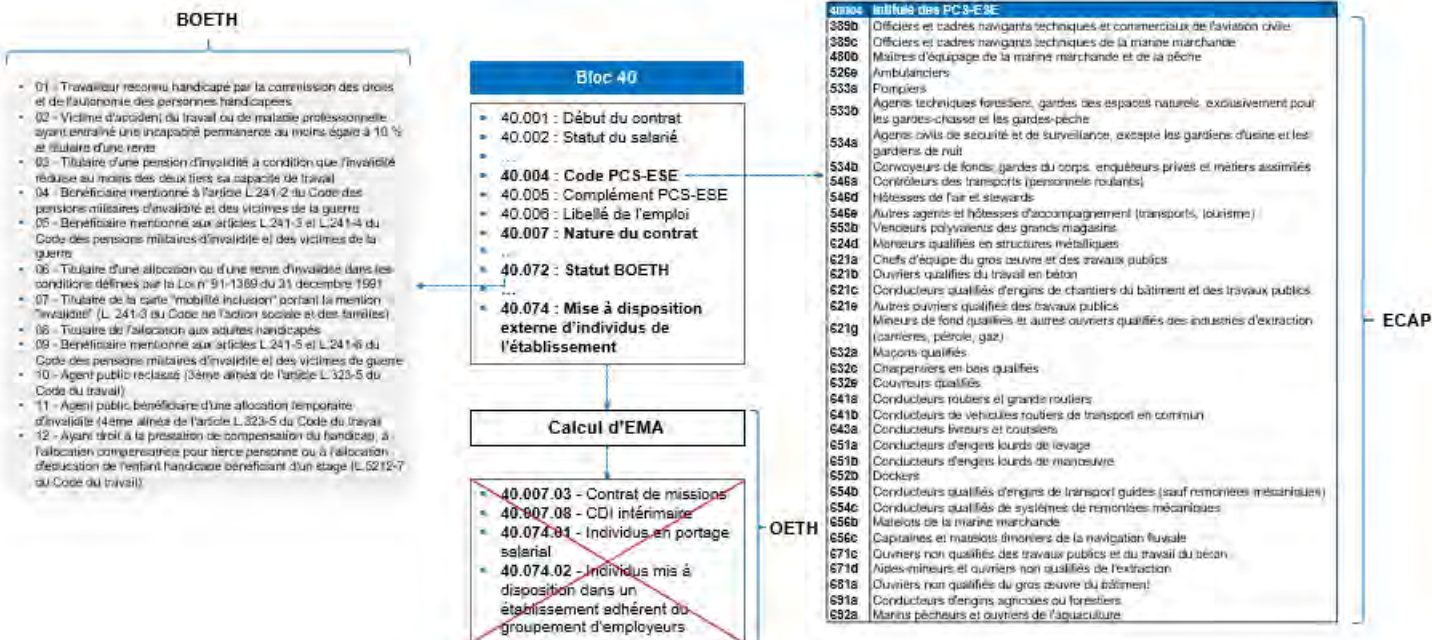 BOETH
• 01 - Travailleur reconnu handicapé par la commission des droits
et de l'autonomie des personnes handicapées
• 02 - Victime d'accident du travail ou de maladie professionnelle
ayant entraîné une incapacité permanente au moins égale à 10 %
et titulaire d'une rente
• 03 - Titulaire d'une pension d'invalidité à condition que l'invalidité
réduise au moins des deux tiers sa capacité de travail
• 04 - Bénéficiaire mentionné à l'article L.241-2 du Code des
pensions militaires d'invalidité et des victimes de la guerre
• 05 - Bénéficiaire mentionné aux articles L.241-3 et L.241-4 du
Code des pensions militaires d'invalidité et des victimes de la
guerre
• 06 - Titulaire d'une allocation ou d'une rente d'invalidité dans les
conditions définies par la Loi n° 91-1389 du 31 décembre 1991
• 07 - Titulaire de la carte "mobilité inclusion" portant la mention
"invalidité" (L. 241-3 du Code de l'action sociale et des familles)
• 08 - Titulaire de l'allocation aux adultes handicapés
• 09 - Bénéficiaire mentionné aux articles L.241-5 et L.241-6 du
Code des pensions militaires d'invalidité et des victimes de guerre
• 10 - Agent public reclassé (3ème alinéa de l'article L.323-5 du
Code du travail)
• 11 - Agent public bénéficiaire d'une allocation temporaire
d'invalidité (4ème alinéa de l'article L.323-5 du Code du travail
• 12 - Ayant droit à la prestation de compensation du handicap, à
l'allocation compensatrice pour tierce personne ou à l'allocation
d'éducation de l'enfant handicapé bénéficiant d'un stage (L.5212-7
du Code du travail)
Bloc 40
• 40.001 : Début du contrat
• 40.002 : Statut du salarié
• ...
• 40.004 : Code PCS-ESE
• 40.005 : Complément PCS-ESE
• 40.006 : Libellé de l'emploi
• 40.007 : Nature du contrat
• ...
• 40.072 : Statut BOETH
• ...
• 40.074 : Mise à disposition
externe d'individus de
l'établissement
Calcul d'EMA
• 40.007.03 - Contrat de missions
• 40.007.08 - CDI intérimaire
• 40.074.01 - Individus en portage
salarial
• 40.074.02 - Individus mis à
disposition dans un
établissement adhérent du
groupement d'employeurs
OETH
Intitulé des PCS-ESE
389b Officiers et cadres navigants techniques et commerciaux de l'aviation civile
389c Officiers et cadres navigants techniques de la marine marchande
480b Maîtres d'équipage de la marine marchande et de la pêche
526e Ambulanciers
533a Pompiers
533b Agents techniques forestiers, gardes des espaces naturels, exclusivement pour
les gardes-chasse et les gardes-pêche
534a Agents civils de sécurité et de surveillance, excepté les gardiens d'usine et les
gardiens de nuit
534b Convoyeurs de fonds, gardes du corps, enquêteurs privés et métiers assimilés
546a Contrôleurs des transports (personnels roulants)
546d Hôtesses de l'air et stewards
546e Autres agents et hôtesses d'accompagnement (transports, tourisme)
553b Vendeurs polyvalents des grands magasins
624d Monteurs qualifiés en structures métalliques
621a Chefs d'équipe du gros œuvre et des travaux publics
621b Ouvriers qualifiés du travail en béton
621c Conducteurs qualifiés d'engins de chantiers du bâtiment et des travaux publics
621e Autres ouvriers qualifiés des travaux publics
621g Mineurs de fond qualifiés et autres ouvriers qualifiés des industries d'extraction
(carrières, pétrole, gaz)
632a Maçons qualifiés
632c Charpentiers en bois qualifiés
632e Couvreurs qualifiés
641a Conducteurs routiers et grands routiers
641b Conducteurs de véhicules routiers de transport en commun
643a Conducteurs livreurs et coursiers
651a Conducteurs d'engins lourds de levage
651b Conducteurs d'engins lourds de manœuvre
652b Dockers
654b Conducteurs qualifiés d'engins de transport guidés (sauf remontées mécaniques)
654c Conducteurs qualifiés de systèmes de remontées mécaniques
656b Matelots de la marine marchande
656c Capitaines et matelots timoniers de la navigation fluviale
671c Ouvriers non qualifiés des travaux publics et du travail du béton
671d Aides-mineurs et ouvriers non qualifiés de l'extraction
681a Ouvriers non qualifiés du gros œuvre du bâtiment
691a Conducteurs d'engins agricoles ou forestiers
692a Marins pêcheurs et ouvriers de l'aquaculture
ECAP